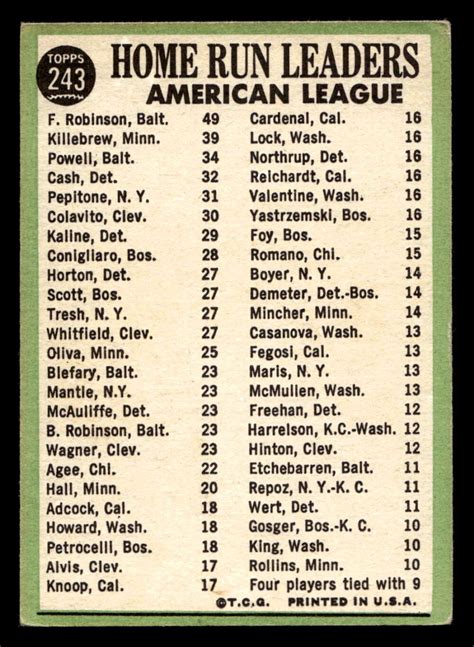 TOPPS
243
HOME RUN LEADERS
AMERICAN LEAGUE
F. Robinson, Balt. 49
Killebrew, Minn. 39
Powell, Balt. 34
Cash, Det. 32
Pepitone, N. Y. 31
Colavito, Clev. 30
Kaline, Det. 29
Conigliaro, Bos. 28
Horton, Det. 27
Scott, Bos. 27
Tresh, N. Y. 27
Whitfield, Clev 27
Oliva, Minn. 25
Blefary, Balt. 23
Mantle, N.Y. 23
McAuliffe, Det. 23
B. Robinson, Balt. 23
Wagner, Clev. 23
Agee, Chi. 22
Hall, Minn. 20
Adcock, Cal. 18
Howard, Wash. 18
Petrocelli, Bos. 18
Alvis, Clev. 17
Knoop, Cal. 17
Cardenal, Cal. 16
Lock, Wash. 16
Northrup, Det. 16
Reichardt, Cal. 16
Valentine, Wash. 16
Yastrzemski, Bos. 16
Foy, Bos. 15
Romano, Chi. 15
Boyer, N. Y. 14
Demeter, Det.-Bos. 14
Mincher, Minn. 14
Casanova, Wash. 13
Fegosi, Cal. 13
Maris, N. Y. 13
McMullen, Wash. 13
Freehan, Det. 12
Harrelson, K.C.-Wash. 12
Hinton, Clev. 12
Etchebarren, Balt. 11
Repoz, N. Y.-K. C. 11
Wert, Det. 11
Gosger, Bos.-K. C. 10
King, Wash. 10
Rollins, Minn. 10
Four players tied with 9
©T.C.G. PRINTED IN U.S.A.